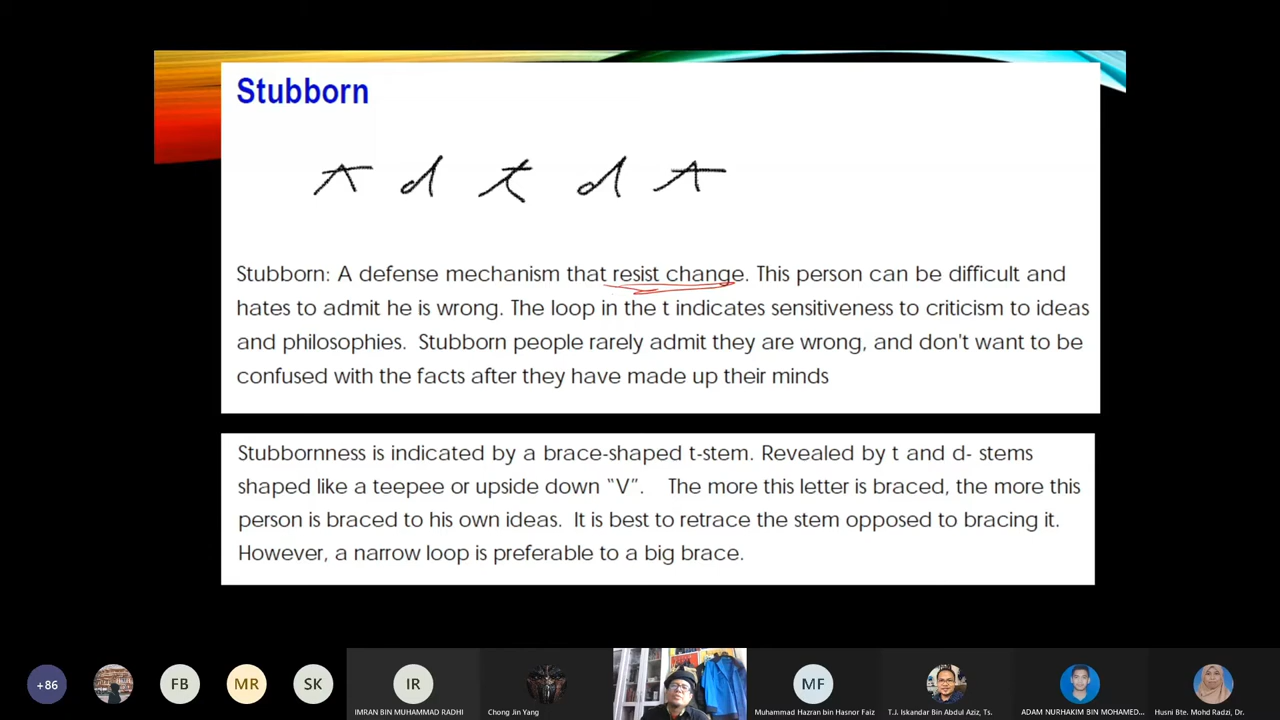 Stubborn
t d t d t
Stubborn: A defense mechanism that resist change. This person can be difficult and
hates to admit he is wrong. The loop in the t indicates sensitiveness to criticism to ideas
and philosophies. Stubborn people rarely admit they are wrong, and don't want to be
confused with the facts after they have made up their minds
Stubbornness is indicated by a brace-shaped t-stem. Revealed by t and d- stems
shaped like a teepee or upside down “V”. The more this letter is braced, the more this
person is braced to his own ideas. It is best to retrace the stem opposed to bracing it.
However, a narrow loop is preferable to a big brace.
+86 FB MR SK IR MF
IMRAN BIN MUHAMMAD RADHI Chong Jin Yang Muhammad Hazran bin Hasnor Faiz T.J. Iskandar Bin Abdul Aziz, Ts. ADAM NURHAKIM BIN MOHAMED... Husni Bte. Mohd Radzi, Dr.